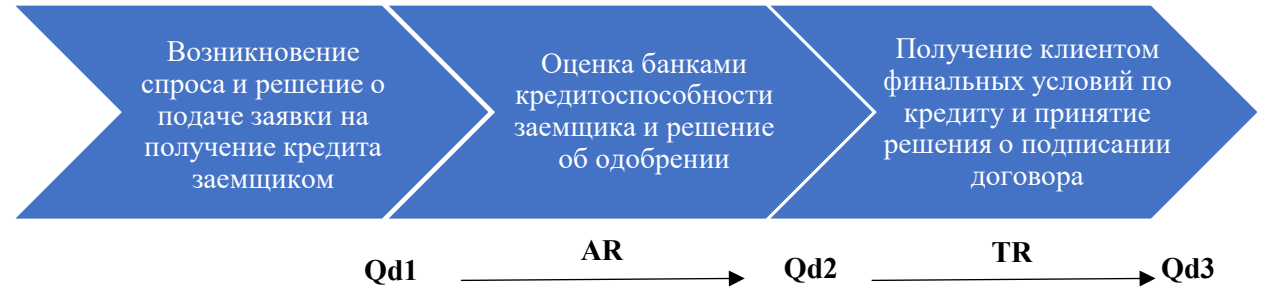 Возникновение
спроса и решение о
подаче заявки на
получение кредита
заемщиком
Оценка банками
кредитоспособности
заемщика и решение
об одобрении
Получение клиентом
финальных условий по
кредиту и принятие
решения о подписании
договора
Qd1
AR
Qd2
TR
Qd3